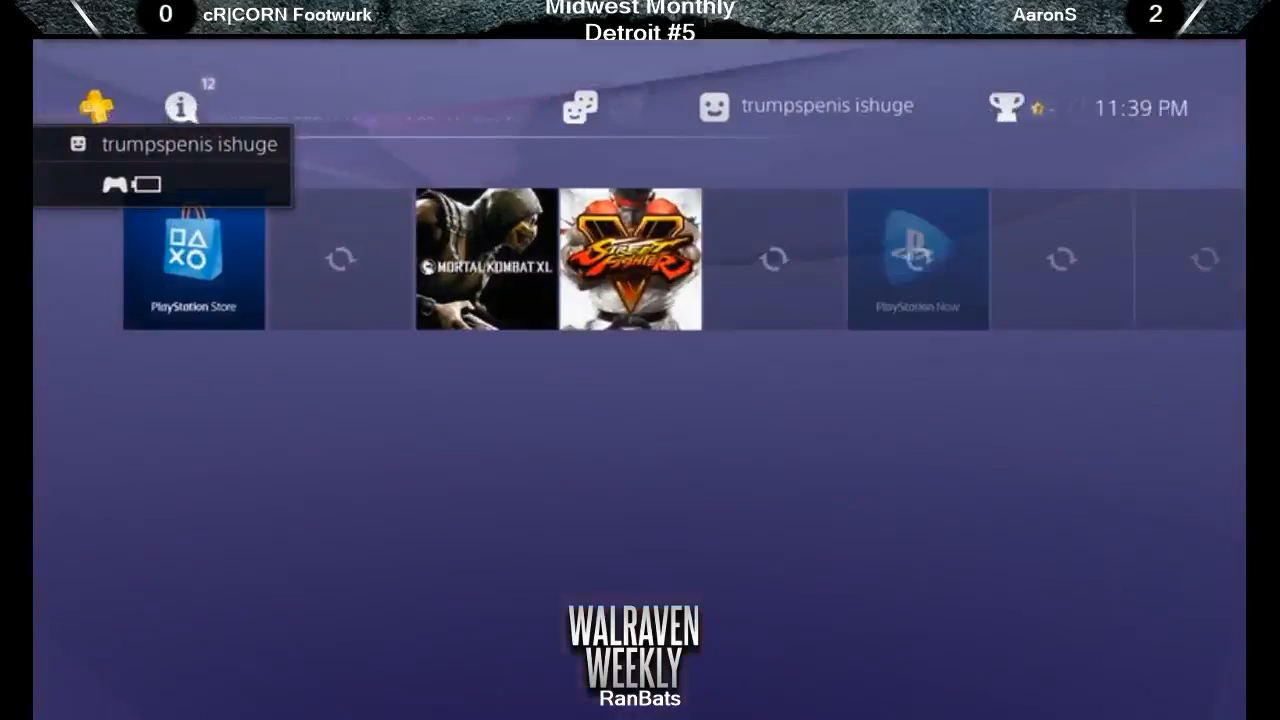 0 cR|CORN Footwurk
Midwest Monthly
Detroit #5
AaronS 2
12
trumpspenis ishuge
11:39 PM
trumpspenis ishuge
PlayStation Store
MORTAL KOMBAT XL
V
STREET FIGHTER
PlayStation Now
WALRAVEN
WEEKLY
RanBats